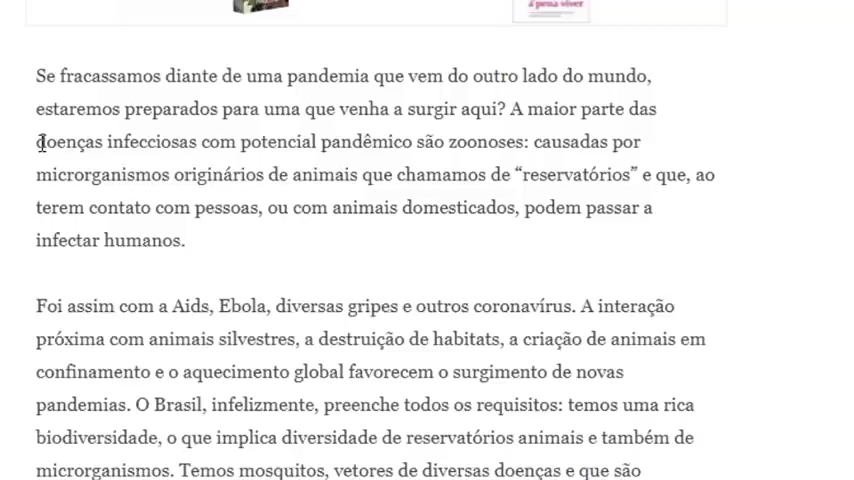 à pena viver
Se fracassamos diante de uma pandemia que vem do outro lado do mundo,
estaremos preparados para uma que venha a surgir aqui? A maior parte das
doenças infecciosas com potencial pandêmico são zoonoses: causadas por
microrganismos originários de animais que chamamos de “reservatórios” e que, ao
terem contato com pessoas, ou com animais domesticados, podem passar a
infectar humanos.
Foi assim com a Aids, Ebola, diversas gripes e outros coronavírus. A interação
próxima com animais silvestres, a destruição de habitats, a criação de animais em
confinamento e o aquecimento global favorecem o surgimento de novas
pandemias. O Brasil, infelizmente, preenche todos os requisitos: temos uma rica
biodiversidade, o que implica diversidade de reservatórios animais e também de
microrganismos. Temos mosquitos, vetores de diversas doenças e que são